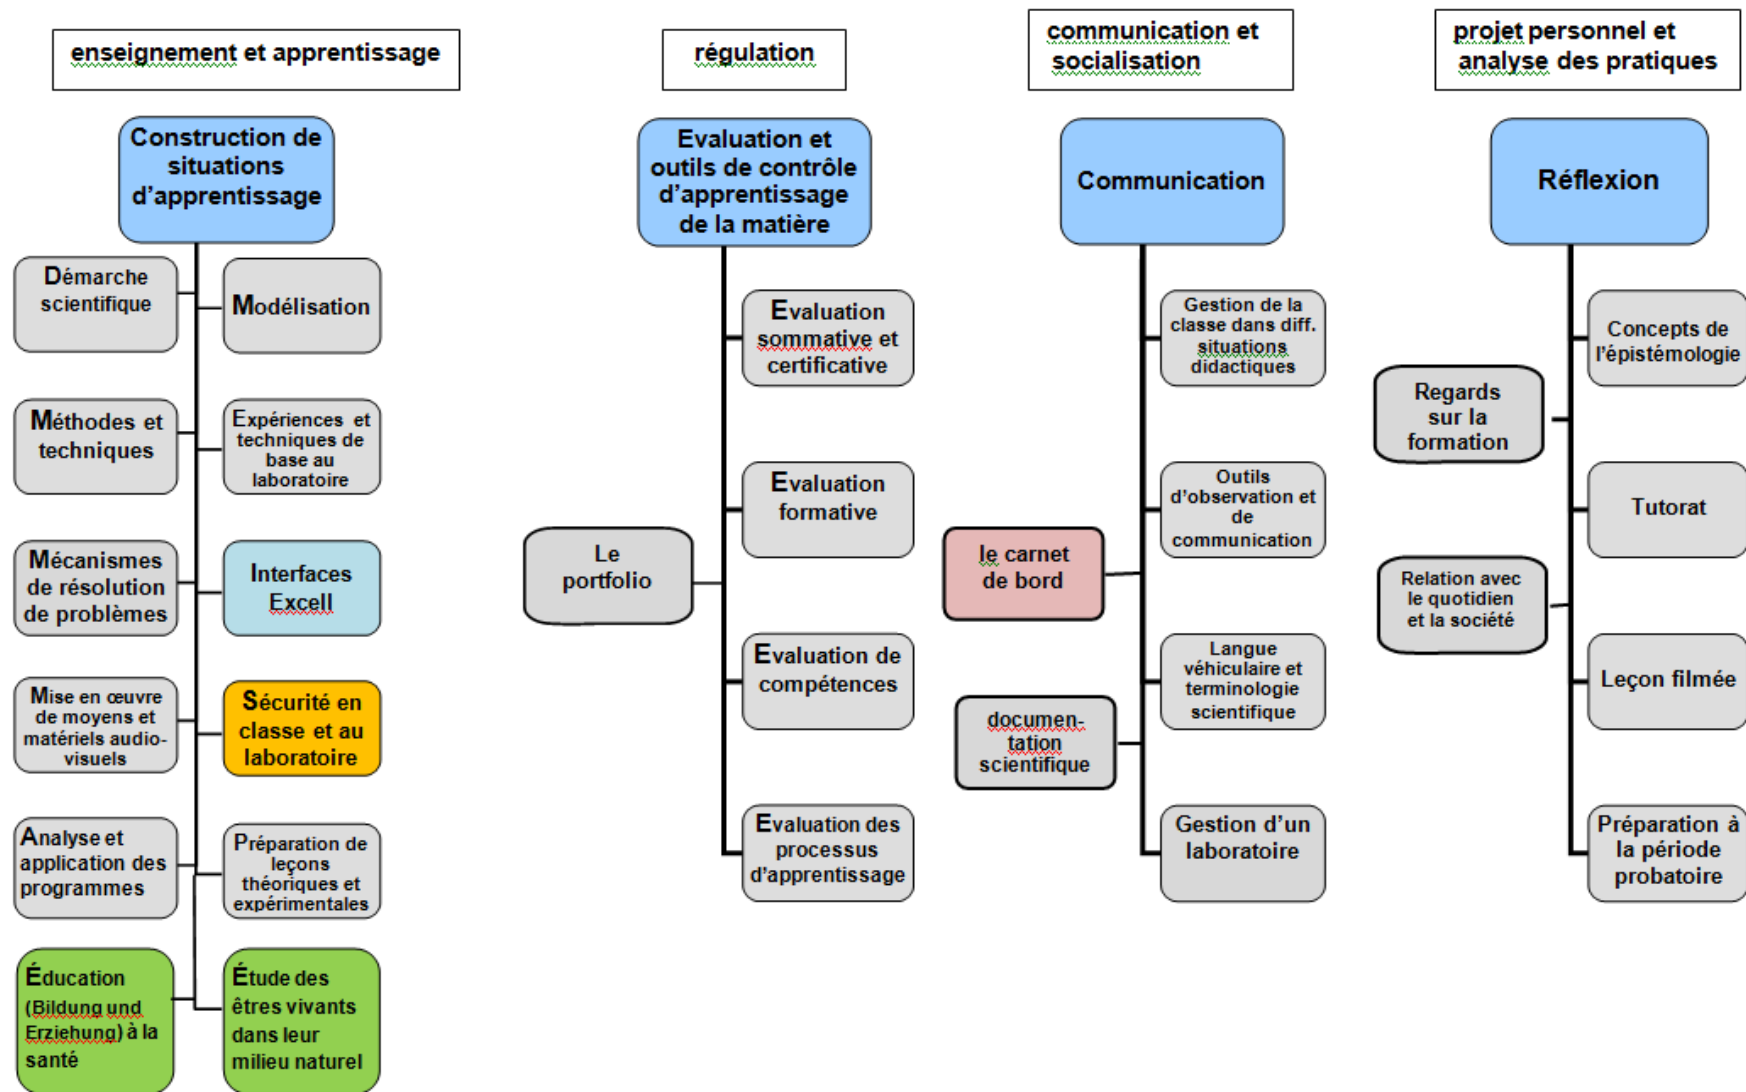 enseignement et apprentissage
régulation
communication et
socialisation
projet personnel et
analyse des pratiques
Construction de
situations
d'apprentissage
Démarche
scientifique
Modélisation
Méthodes et
techniques
Expériences et
techniques de
base au
laboratoire
Mécanismes
de résolution
de problèmes
Interfaces
Excell
Mise en œuvre
de moyens et
matériels audio-
visuels
Sécurité en
classe et au
laboratoire
Analyse et
application des
programmes
Préparation de
leçons
théoriques et
expérimentales
Éducation
(Bildung und
Erziehung) à la
santé
Étude des
êtres vivants
dans leur
milieu naturel
Evaluation et
outils de contrôle
d'apprentissage
de la matière
Evaluation
sommative et
certificative
Evaluation
formative
Le
portfolio
Evaluation de
compétences
Evaluation des
processus
d'apprentissage
Communication
Gestion de la
classe dans diff.
situations
didactiques
Outils
d'observation et
de
communication
le carnet
de bord
Langue
véhiculaire et
terminologie
scientifique
documen-
tation
scientifique
Gestion d'un
laboratoire
Réflexion
Concepts de
l'épistémologie
Regards
sur la
formation
Tutorat
Relation avec
le quotidien
et la société
Leçon filmée
Préparation à
la période
probatoire